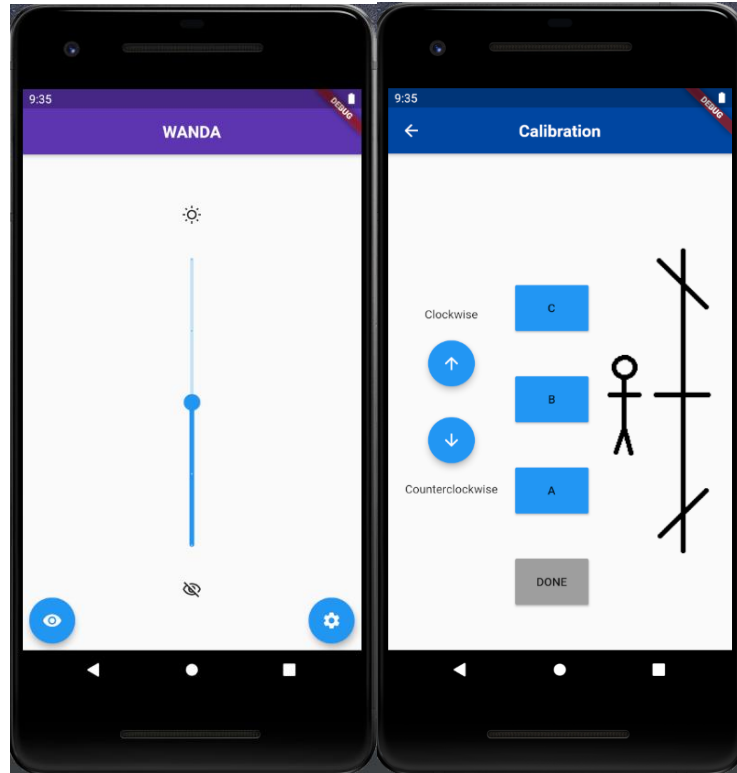 9:35
DEBUG
WANDA
9:35
DEBUG
Calibration
Clockwise
C
B
Counterclockwise
A
DONE